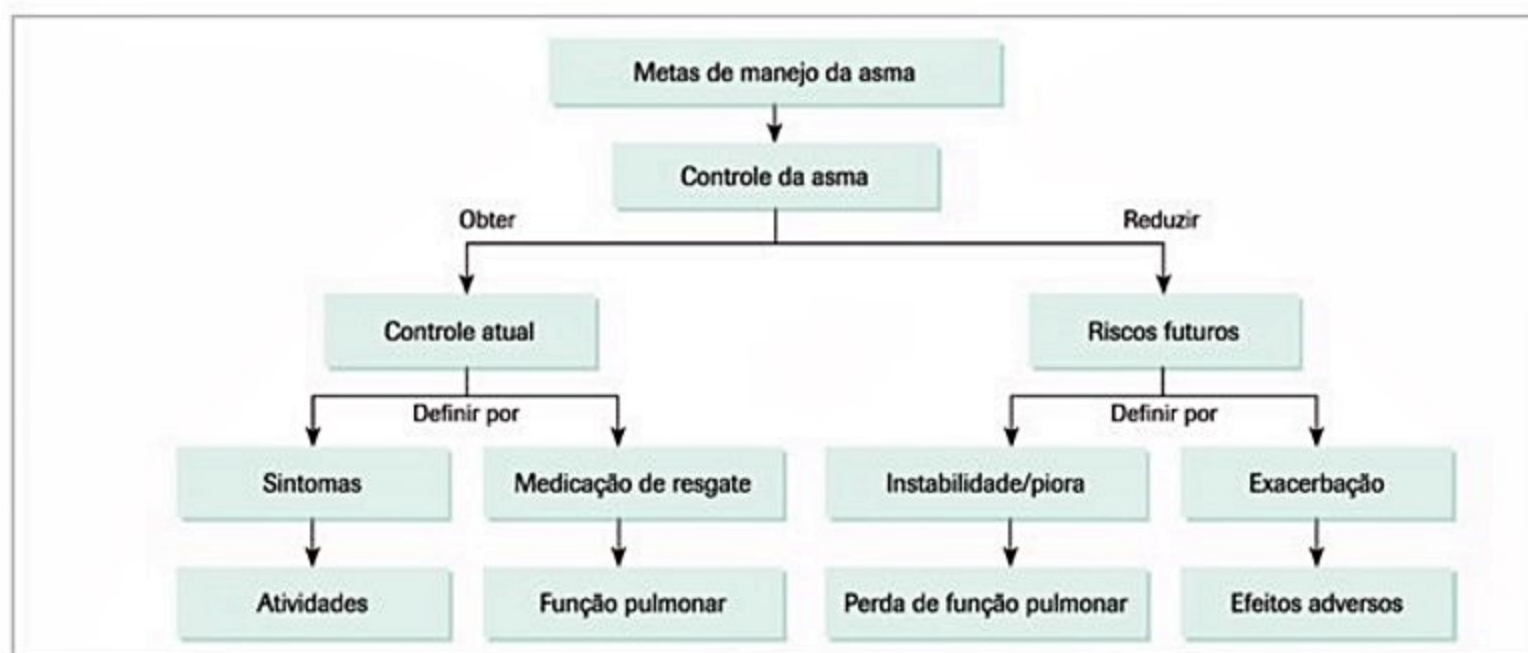 Metas de manejo da asma
Controle da asma
Obter
Reduzir
Controle atual
Riscos futuros
Definir por
Definir por
Sintomas
Medicação de resgate
Instabilidade/piora
Exacerbação
Atividades
Função pulmonar
Perda de função pulmonar
Efeitos adversos